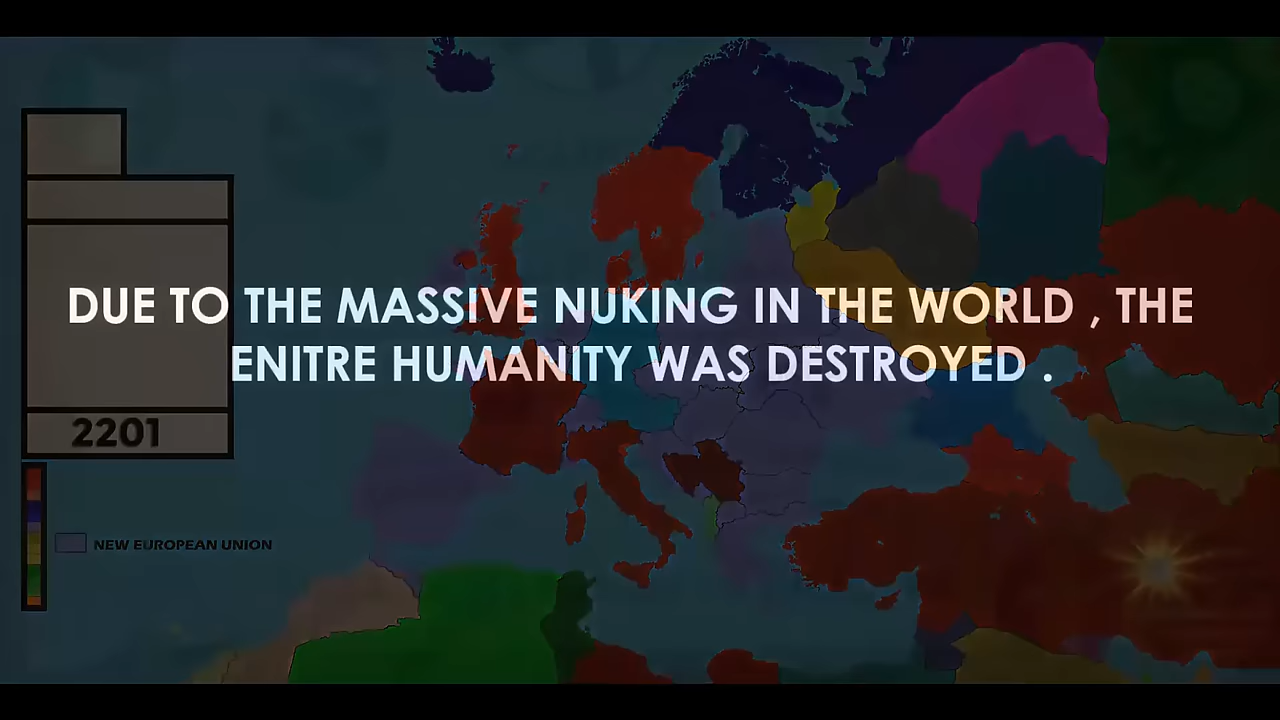 DUE TO THE MASSIVE NUKING IN THE WORLD , THE
ENITRE HUMANITY WAS DESTROYED .
2201
NEW EUROPEAN UNION